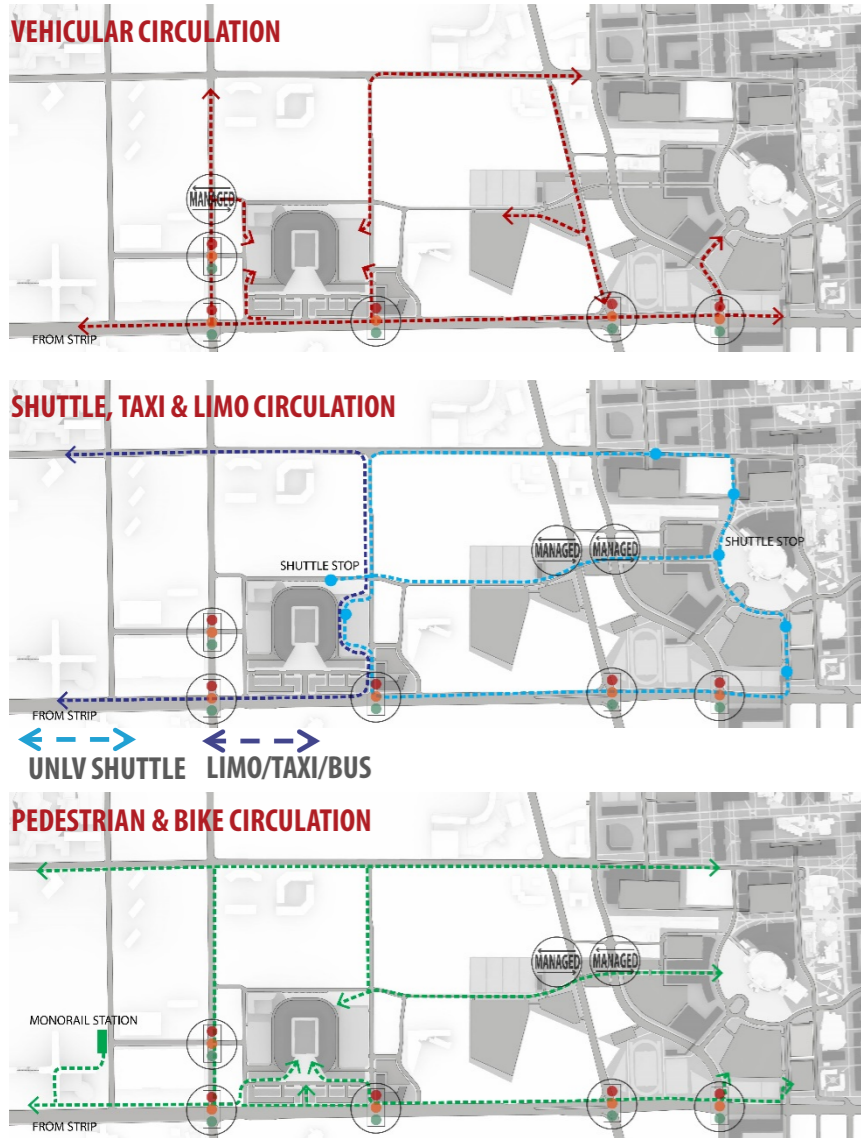 VEHICULAR CIRCULATION
MANAGED
FROM STRIP
SHUTTLE, TAXI & LIMO CIRCULATION
MANAGED MANAGED
SHUTTLE STOP
SHUTTLE STOP
FROM STRIP
UNLV SHUTTLE LIMO/TAXI/BUS
PEDESTRIAN & BIKE CIRCULATION
MANAGED MANAGED
MONORAIL STATION
FROM STRIP